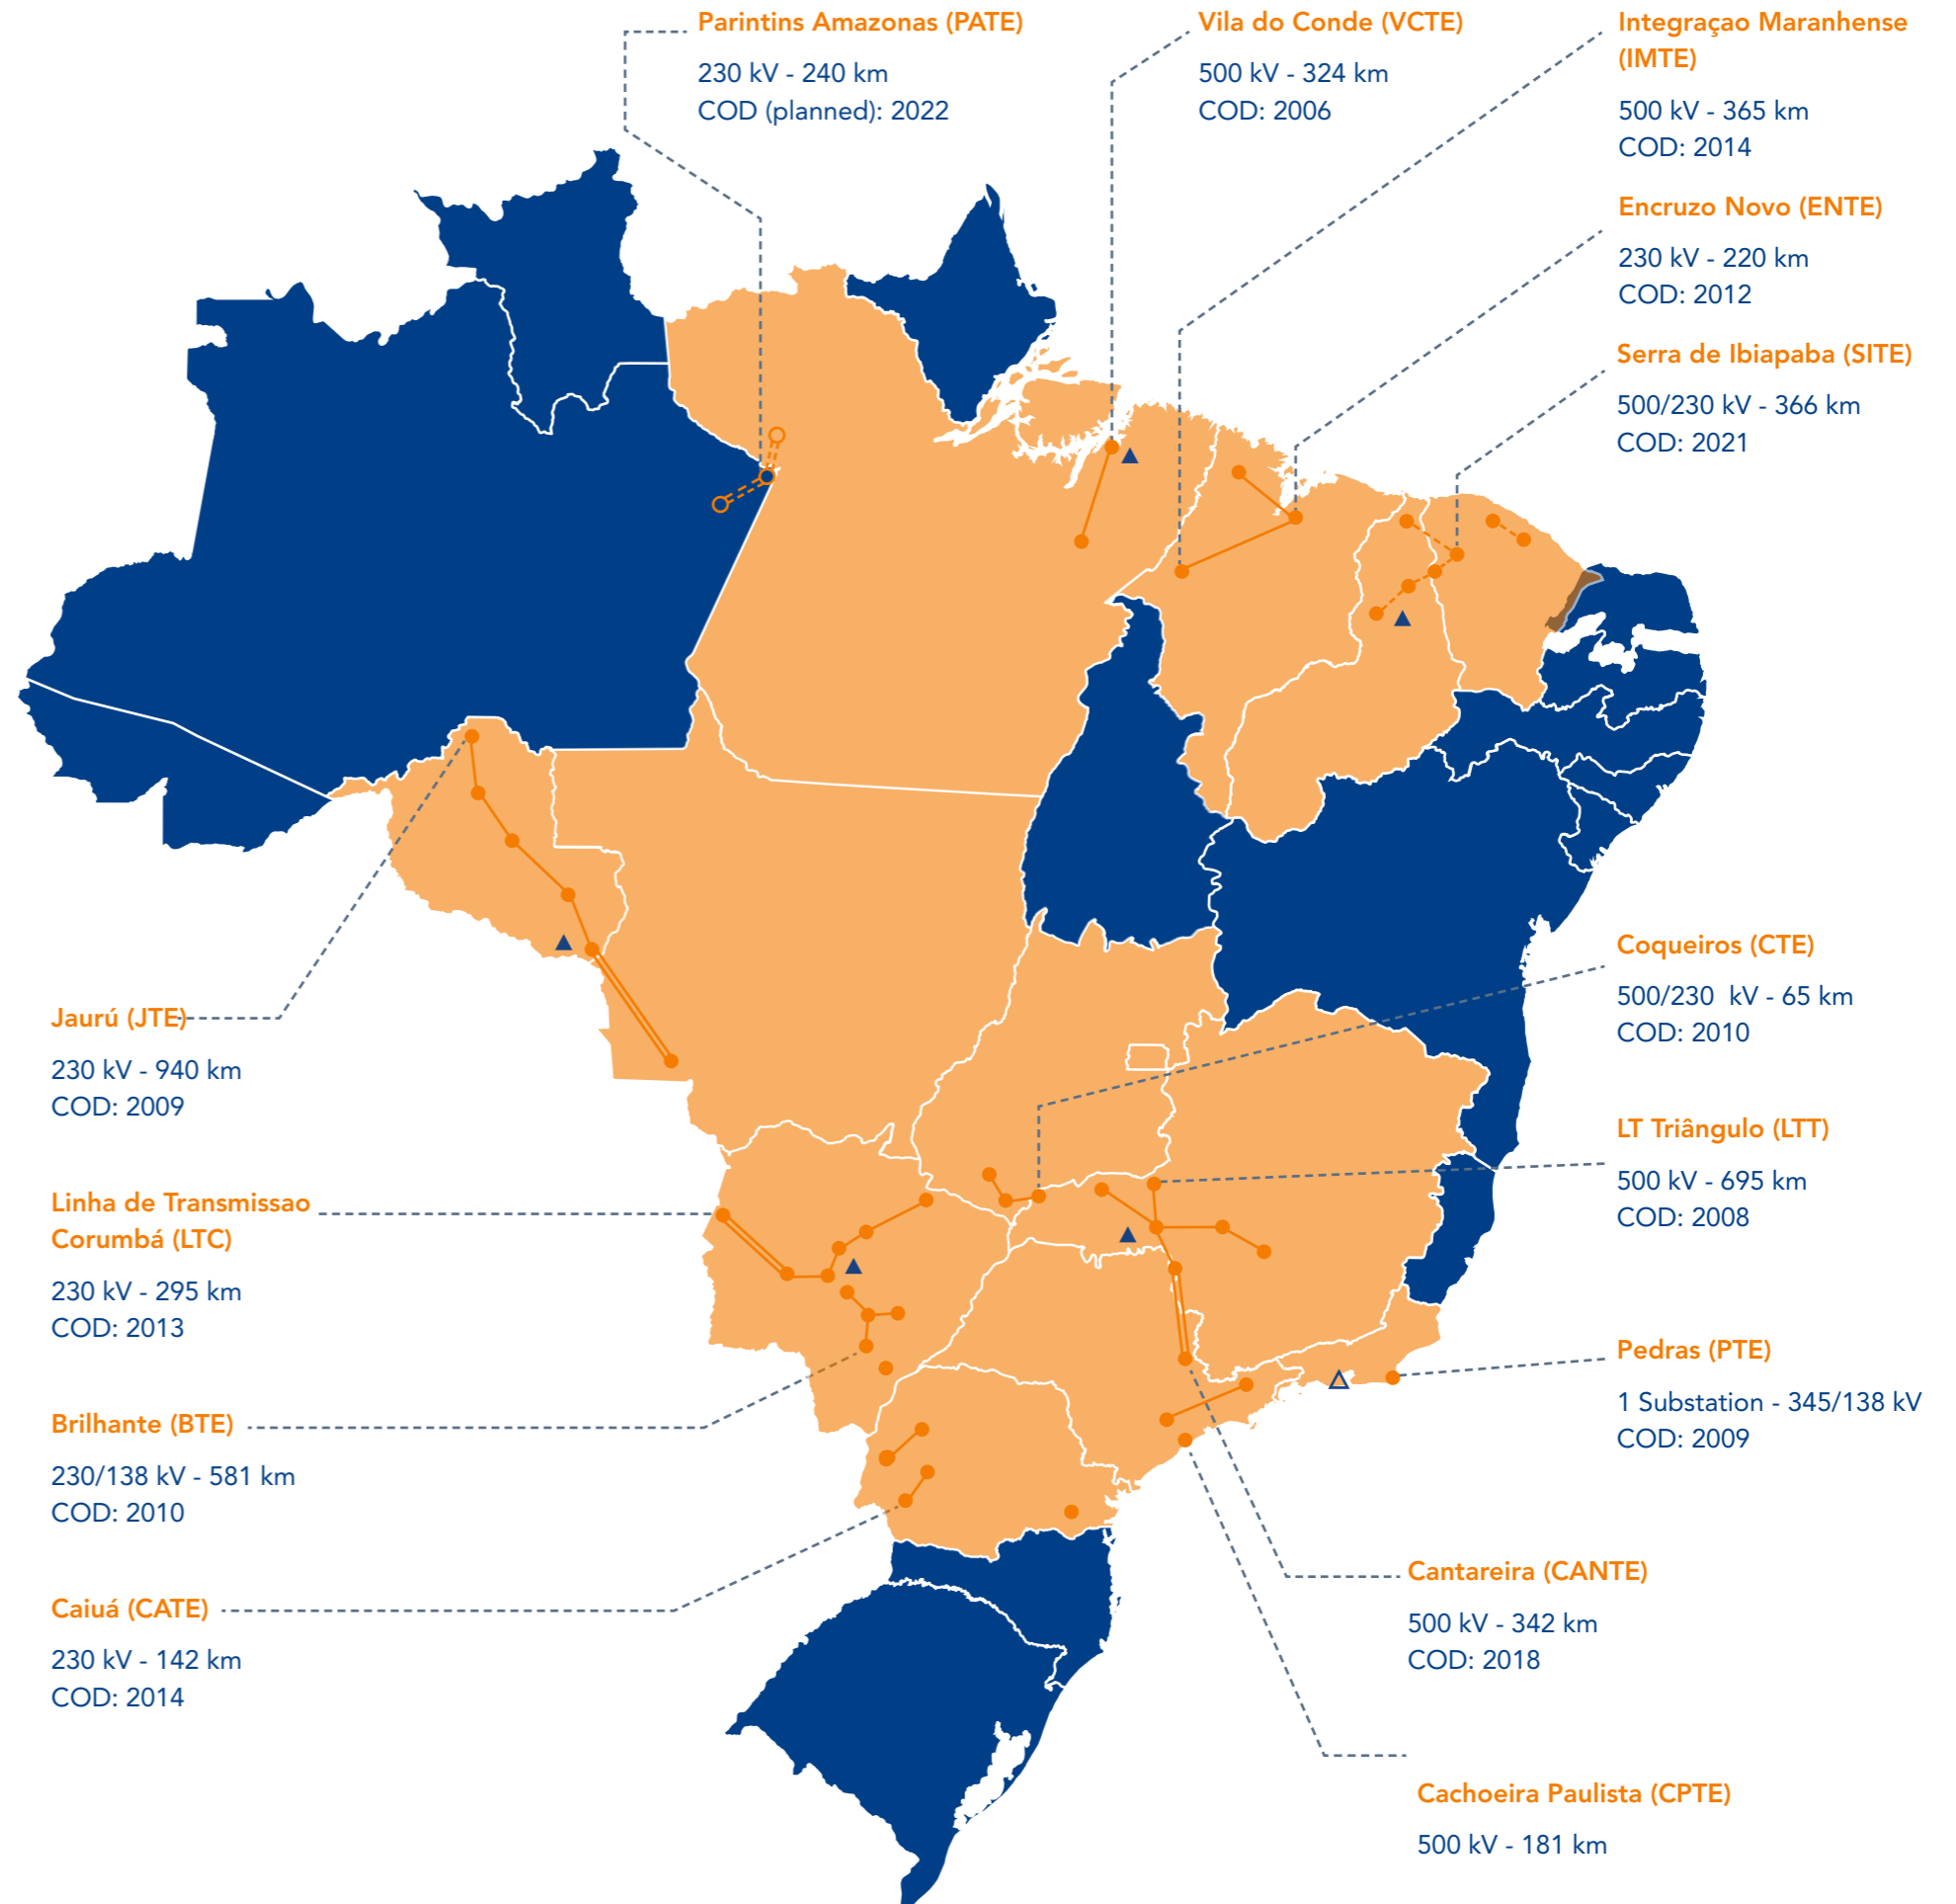 Parintins Amazonas (PATE)
230 kV - 240 km
COD (planned): 2022
Vila do Conde (VCTE)
500 kV - 324 km
COD: 2006
Integraçao Maranhense
(IMTE)
500 kV - 365 km
COD: 2014
Encruzo Novo (ENTE)
230 kV - 220 km
COD: 2012
Serra de Ibiapaba (SITE)
500/230 kV - 366 km
COD: 2021
Jaurú (JTE)
230 kV - 940 km
COD: 2009
Linha de Transmissao
Corumbá (LTC)
230 kV - 295 km
COD: 2013
Brilhante (BTE)
230/138 kV - 581 km
COD: 2010
Caiuá (CATE)
230 kV - 142 km
COD: 2014
Coqueiros (CTE)
500/230 kV - 65 km
COD: 2010
LT Triângulo (LTT)
500 kV - 695 km
COD: 2008
Pedras (PTE)
1 Substation - 345/138 kV
COD: 2009
Cantareira (CANTE)
500 kV - 342 km
COD: 2018
Cachoeira Paulista (CPTE)
500 kV - 181 km